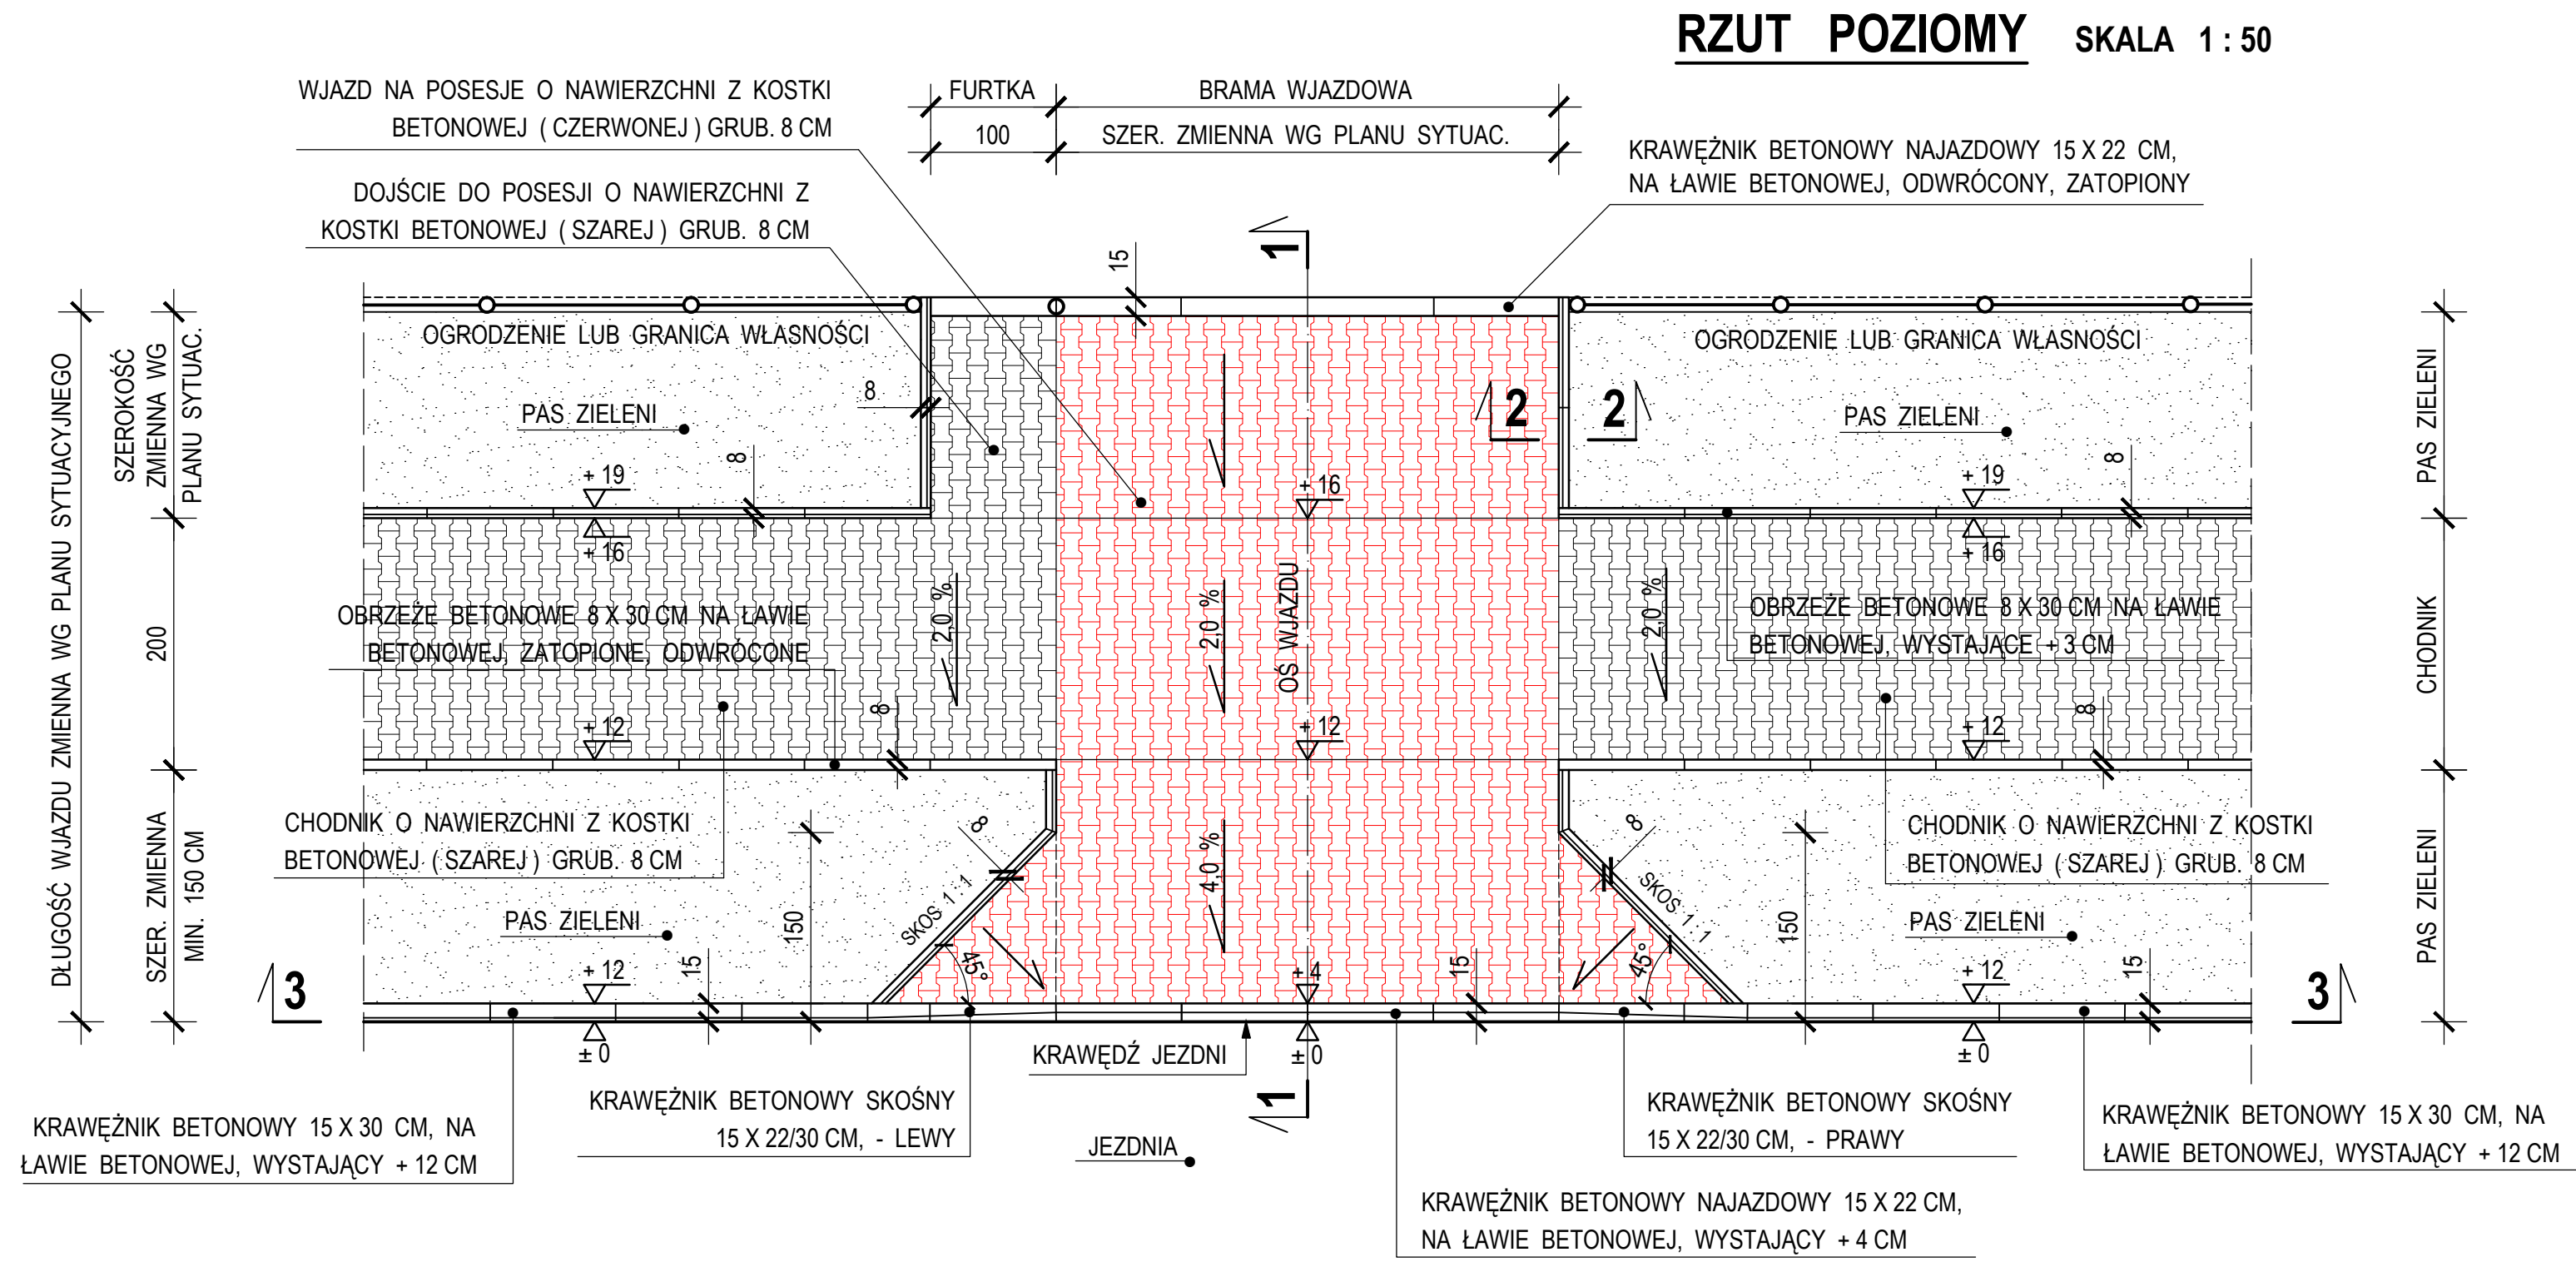 RZUT POZIOMY SKALA 1 : 50
WJAZD NA POSESJE O NAWIERZCHNI Z KOSTKI
BETONOWEJ ( CZERWONEJ ) GRUB. 8 CM
FURTKA
BRAMA WJAZDOWA
100
SZER. ZMIENNA WG PLANU SYTUAC.
KRAWĘŻNIK BETONOWY NAJAZDOWY 15 X 22 CM,
NA ŁAWIE BETONOWEJ, ODWRÓCONY, ZATOPIONY
DOJŚCIE DO POSESJI O NAWIERZCHNI Z
KOSTKI BETONOWEJ ( SZAREJ ) GRUB. 8 CM
15
1
DŁUGOŚĆ WJAZDU ZMIENNA WG PLANU SYTUACYJNEGO
SZEROKOŚĆ
ZMIENNA WG
PLANU SYTUAC.
200
SZER. ZMIENNA
MIN. 150 CM
OGRODZENIE LUB GRANICA WŁASNOŚCI
OGRODZENIE LUB GRANICA WŁASNOŚCI
8
2
2
PAS ZIELENI
PAS ZIELENI
PAS ZIELENI
8
8
+ 19
+ 16
+ 19
+ 16
+ 16
2,0 %
2,0 %
OŚ WJAZDU
2,0 %
OBRZEŻE BETONOWE 8 X 30 CM NA ŁAWIE
BETONOWEJ, ZATOPIONE, ODWRÓCONE
OBRZEŻE BETONOWE 8 X 30 CM NA ŁAWIE
BETONOWEJ, WYSTAJĄCE + 3 CM
CHODNIK
8
8
+ 12
+ 12
+ 12
CHODNIK O NAWIERZCHNI Z KOSTKI
BETONOWEJ ( SZAREJ ) GRUB. 8 CM
8
8
CHODNIK O NAWIERZCHNI Z KOSTKI
BETONOWEJ ( SZAREJ ) GRUB. 8 CM
4,0 %
SKOS 1 : 1
SKOS 1 : 1
PAS ZIELENI
150
150
PAS ZIELENI
PAS ZIELENI
45°
45°
+ 12
15
+ 4
15
+ 12
15
3
3
± 0
KRAWĘDŹ JEZDNI
± 0
± 0
1
KRAWĘŻNIK BETONOWY 15 X 30 CM, NA
ŁAWIE BETONOWEJ, WYSTAJĄCY + 12 CM
KRAWĘŻNIK BETONOWY SKOŚNY
15 X 22/30 CM, - LEWY
JEZDNIA
KRAWĘŻNIK BETONOWY SKOŚNY
15 X 22/30 CM, - PRAWY
KRAWĘŻNIK BETONOWY 15 X 30 CM, NA
ŁAWIE BETONOWEJ, WYSTAJĄCY + 12 CM
KRAWĘŻNIK BETONOWY NAJAZDOWY 15 X 22 CM,
NA ŁAWIE BETONOWEJ, WYSTAJĄCY + 4 CM